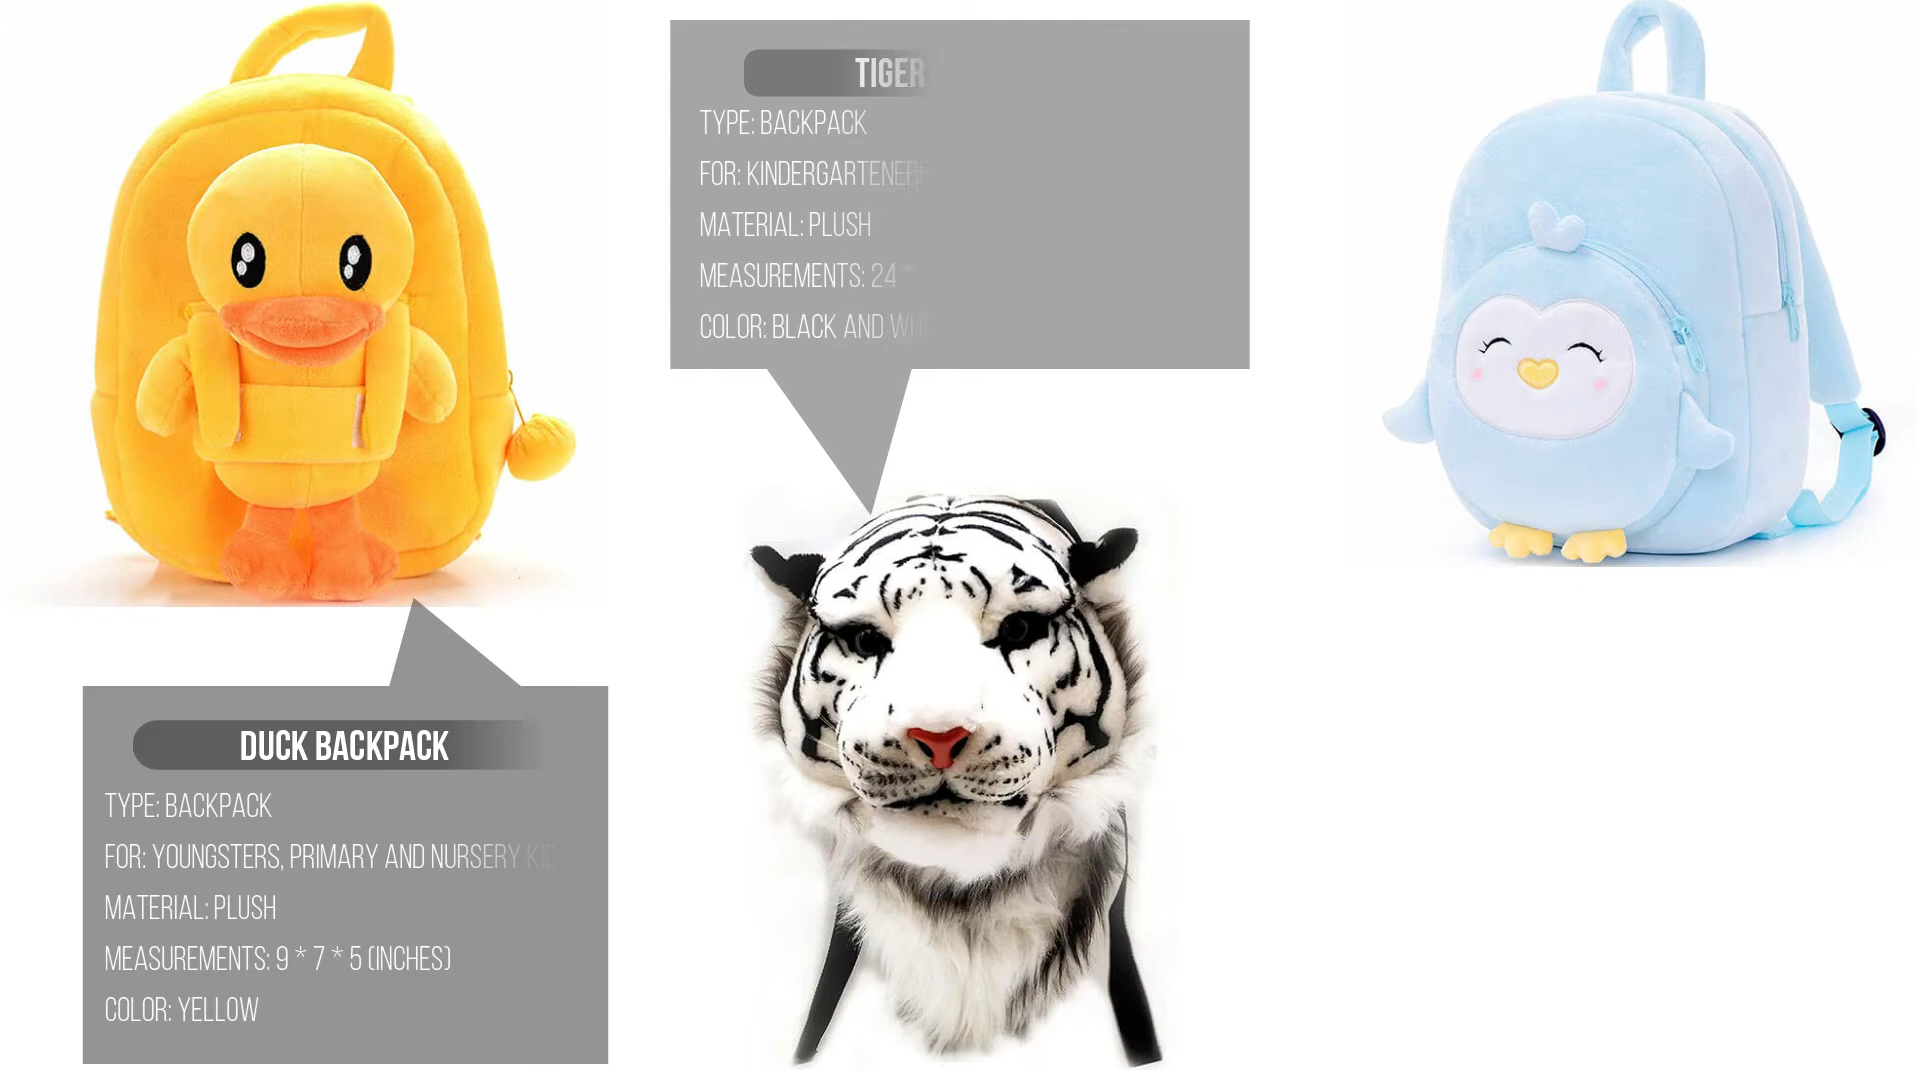 TIGER
TYPE: BACKPACK
FOR: KINDERGARTENER
MATERIAL: PLUSH
MEASUREMENTS: 24 *
COLOR: BLACK AND
DUCK BACKPACK
TYPE: BACKPACK
FOR: YOUNGSTERS, PRIMARY AND NURSERY
MATERIAL: PLUSH
MEASUREMENTS: 9 * 7 * 5 (INCHES)
COLOR: YELLOW